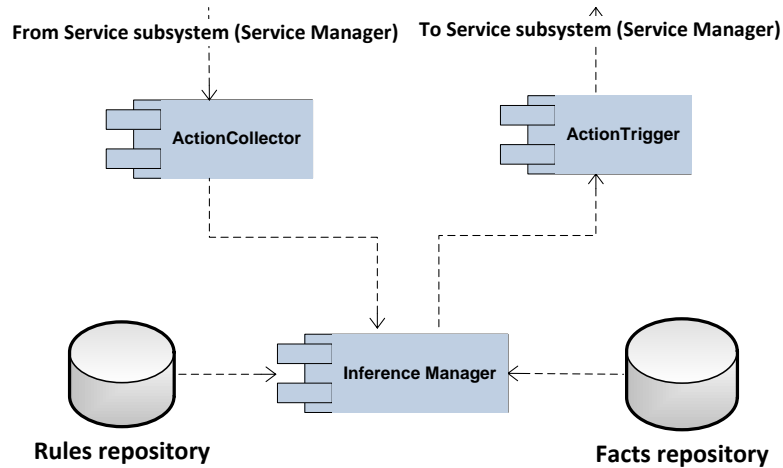 From Service subsystem (Service Manager)
To Service subsystem (Service Manager)
ActionCollector
ActionTrigger
Inference Manager
Rules repository
Facts repository